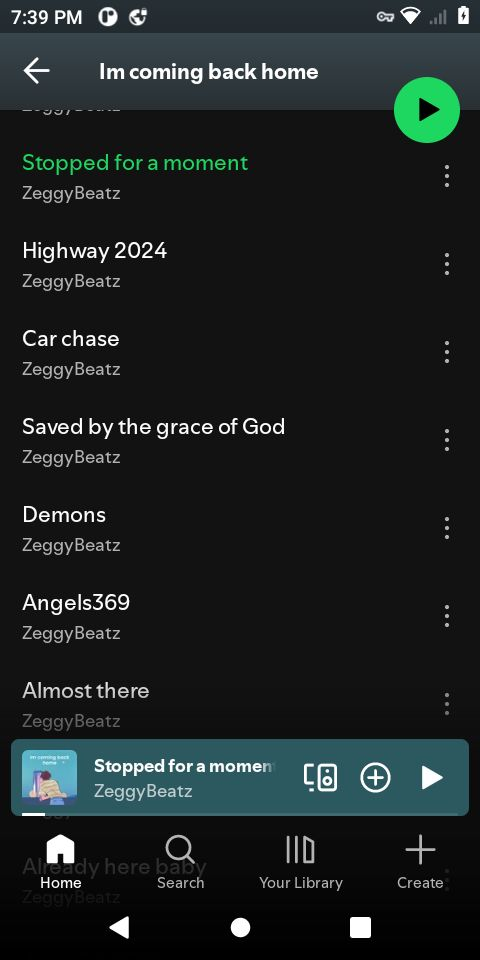 7:39 PM
Im coming back home
ZeggyBeatz
Stopped for a moment
ZeggyBeatz
Highway 2024
ZeggyBeatz
Car chase
ZeggyBeatz
Saved by the grace of God
ZeggyBeatz
Demons
ZeggyBeatz
Angels369
ZeggyBeatz
Almost there
ZeggyBeatz
Im coming back
home
Stopped for a momen
ZeggyBeatz
Already here baby
Home
Search
Your Library
Create
ZeggyBeatz